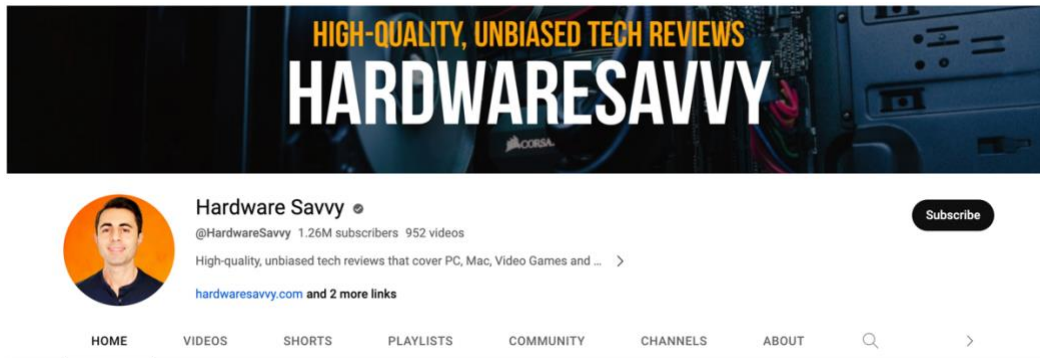 HIGH-QUALITY, UNBIASED TECH REVIEWS
HARDWARESAVVY
CORSA
Hardware Savvy
Subscribe
@HardwareSavvy 1.26M subscribers 952 videos
High-quality, unbiased tech reviews that cover PC, Mac, Video Games and ...
hardwaresavvy.com and 2 more links
HOME VIDEOS SHORTS PLAYLISTS COMMUNITY CHANNELS ABOUT